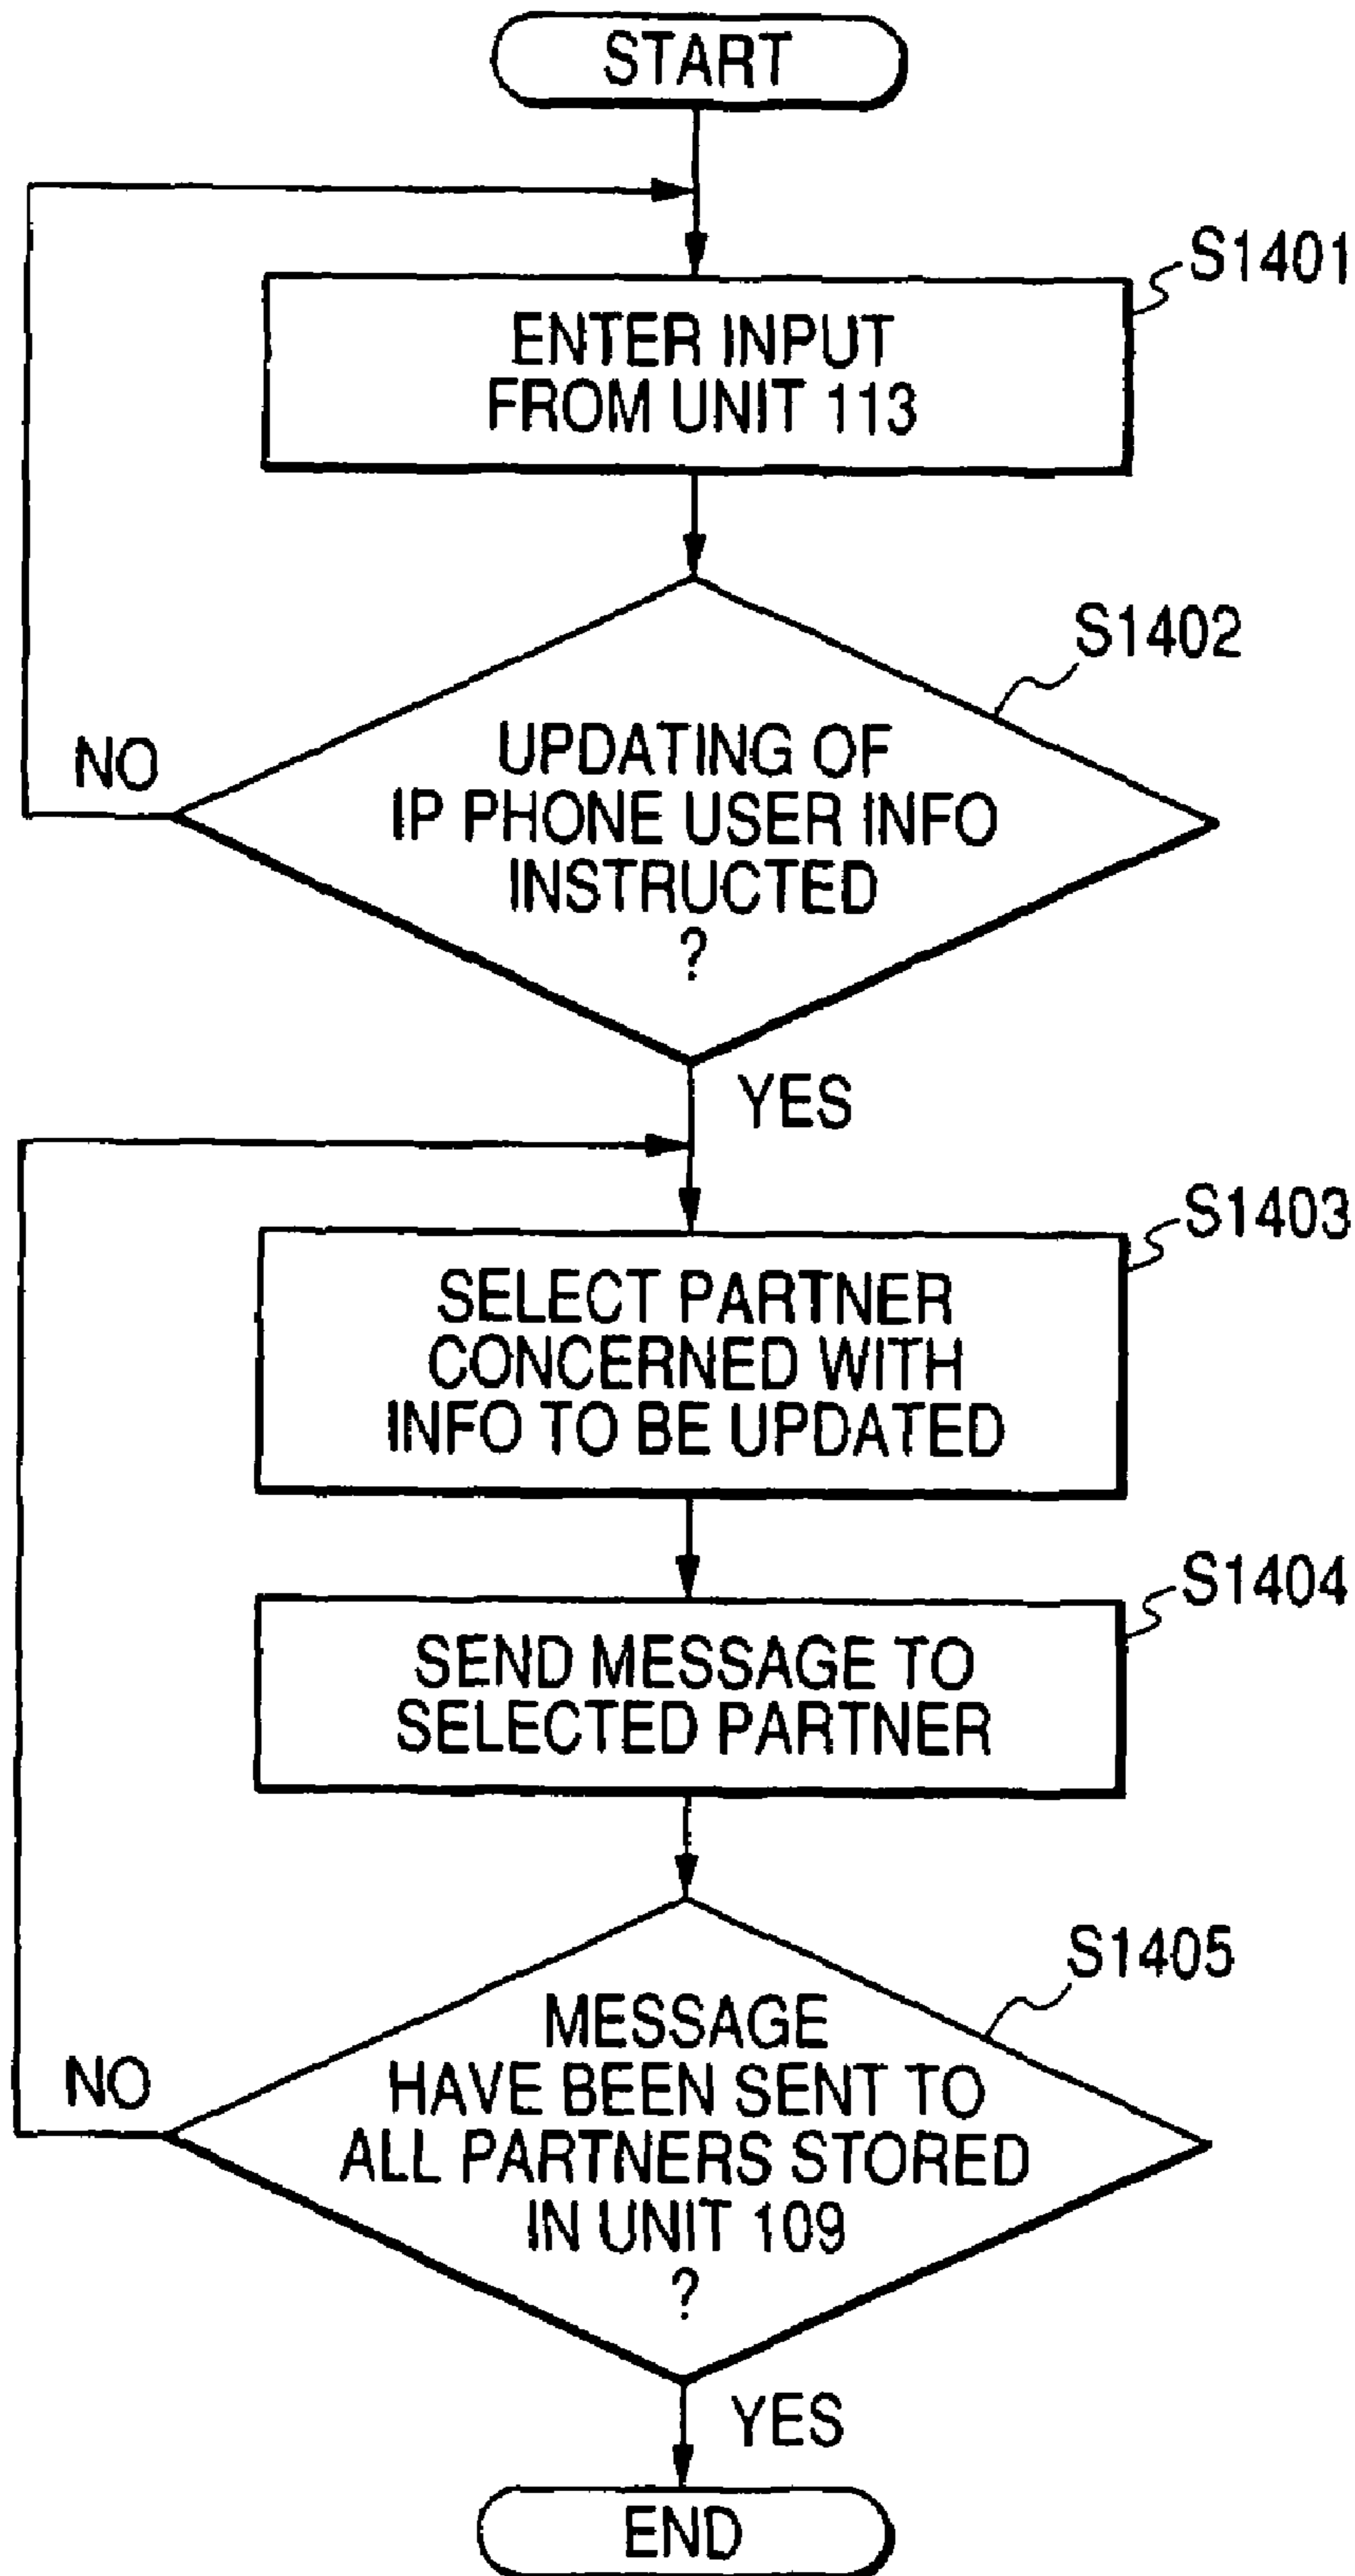 START
S1401
ENTER INPUT
FROM UNIT 113
S1402
UPDATING OF
IP PHONE USER INFO
INSTRUCTED
?
NO
YES
S1403
SELECT PARTNER
CONCERNED WITH
INFO TO BE UPDATED
S1404
SEND MESSAGE TO
SELECTED PARTNER
S1405
MESSAGE
HAVE BEEN SENT TO
ALL PARTNERS STORED
IN UNIT 109
?
NO
YES
END